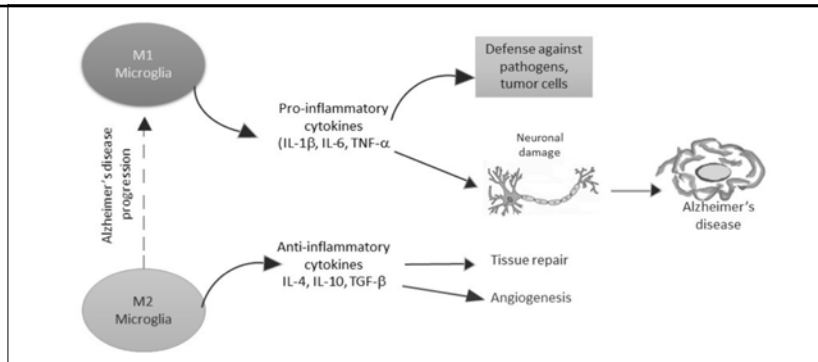 M1
Microglia
Defense against
pathogens,
tumor cells
Pro-inflammatory
cytokines
(IL-1β, IL-6, TNF-α
Neuronal
damage
Alzheimer's
disease
Alzheimer's disease
progression
Anti-inflammatory
cytokines
IL-4, IL-10, TGF-β
Tissue repair
Angiogenesis
M2
Microglia